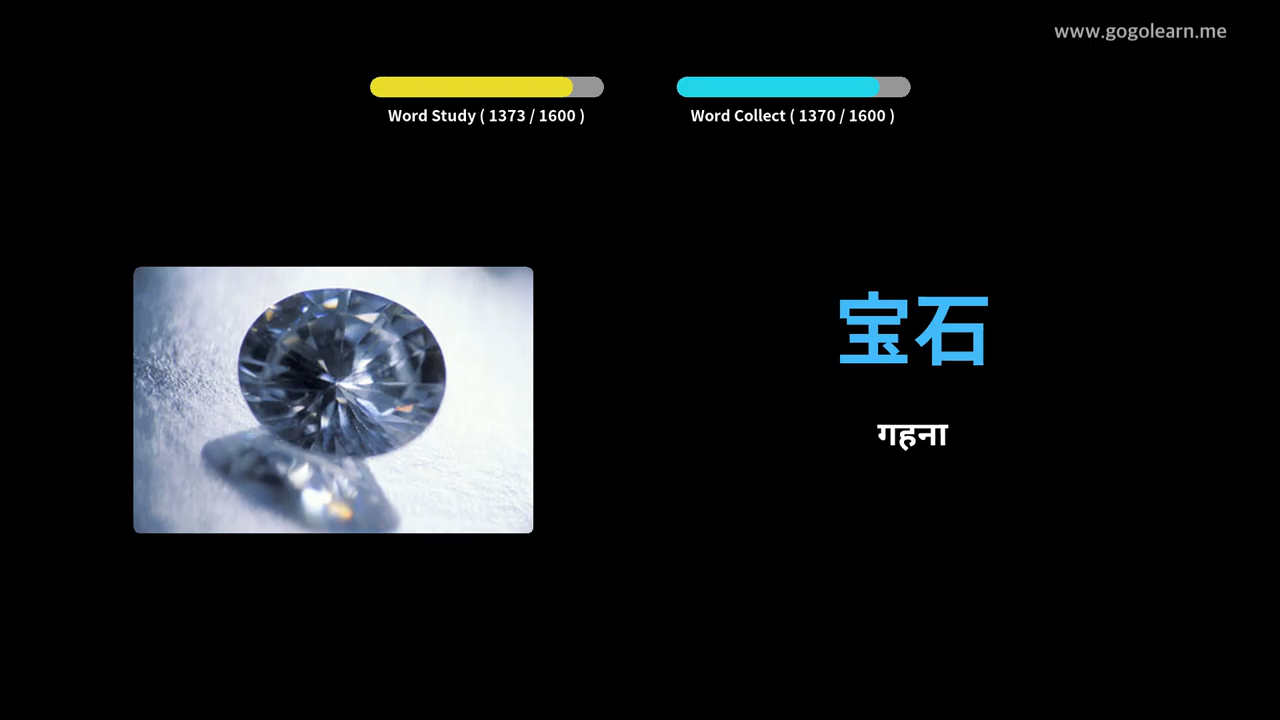 www.gogolearn.me
Word Study ( 1373 / 1600 )
Word Collect ( 1370 / 1600 )
宝石
गहना